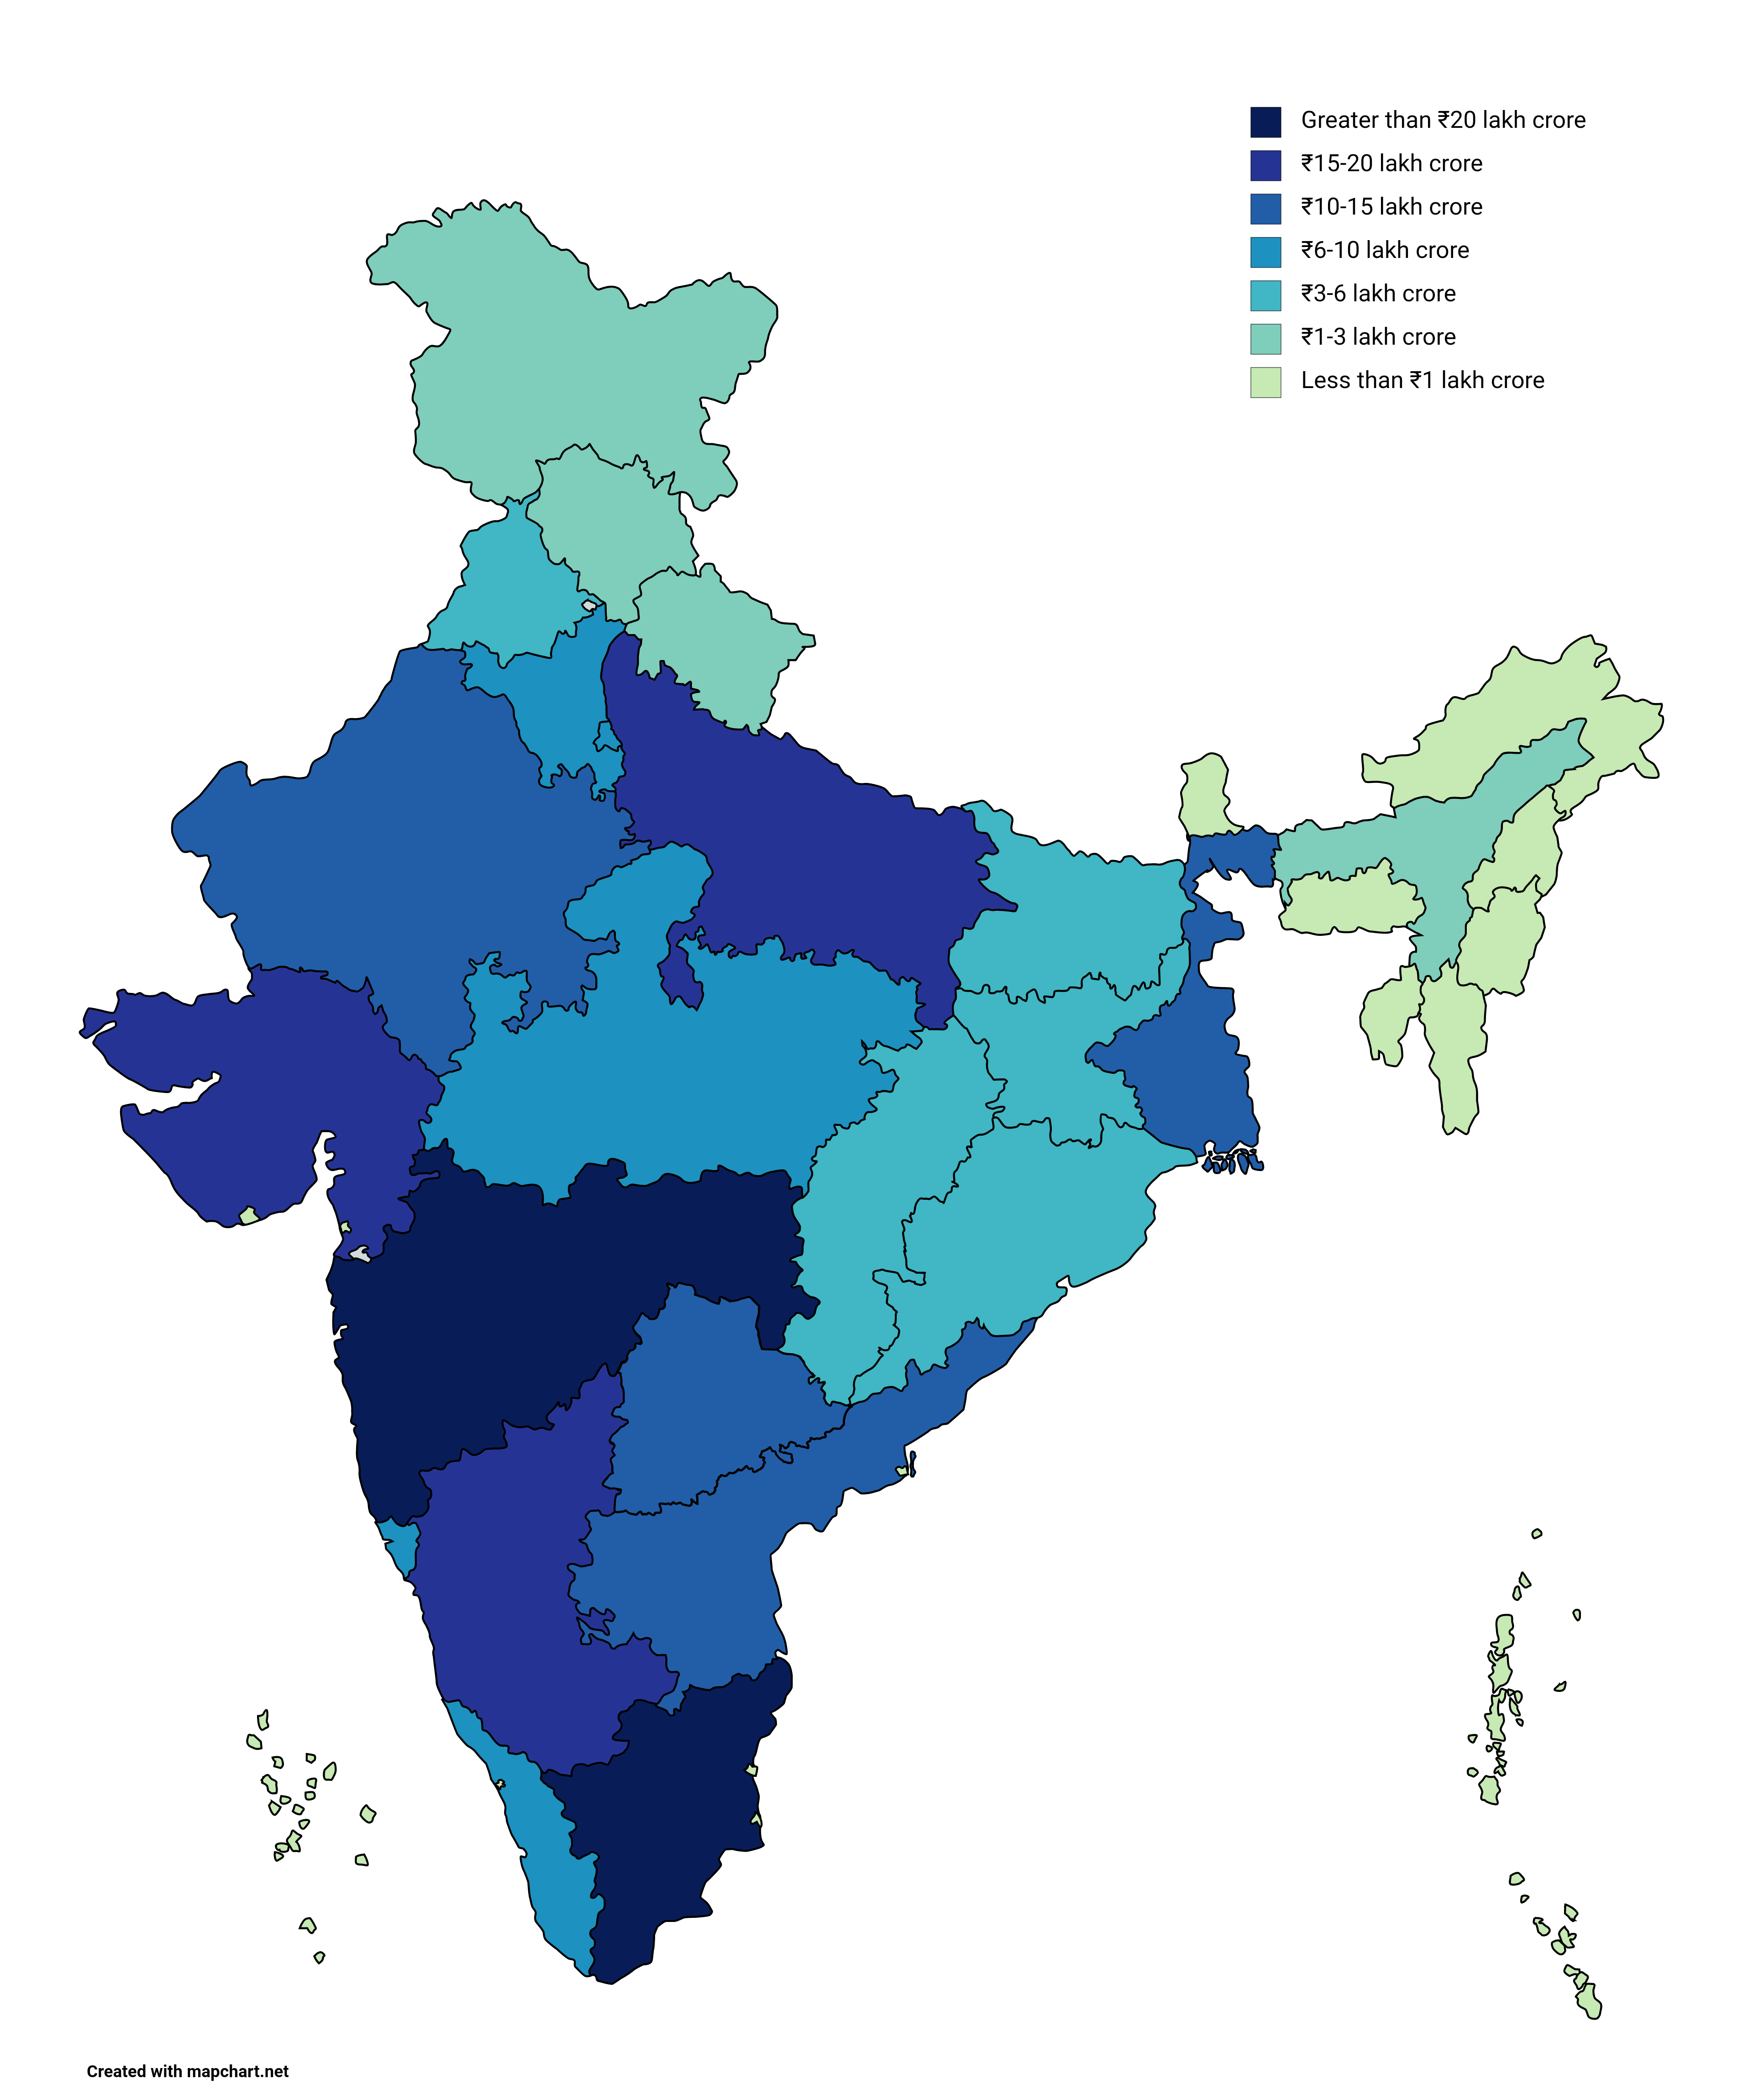 Greater than ₹20 lakh crore
₹15-20 lakh crore
₹10-15 lakh crore
₹6-10 lakh crore
₹3-6 lakh crore
₹1-3 lakh crore
Less than ₹1 lakh crore
Created with mapchart.net